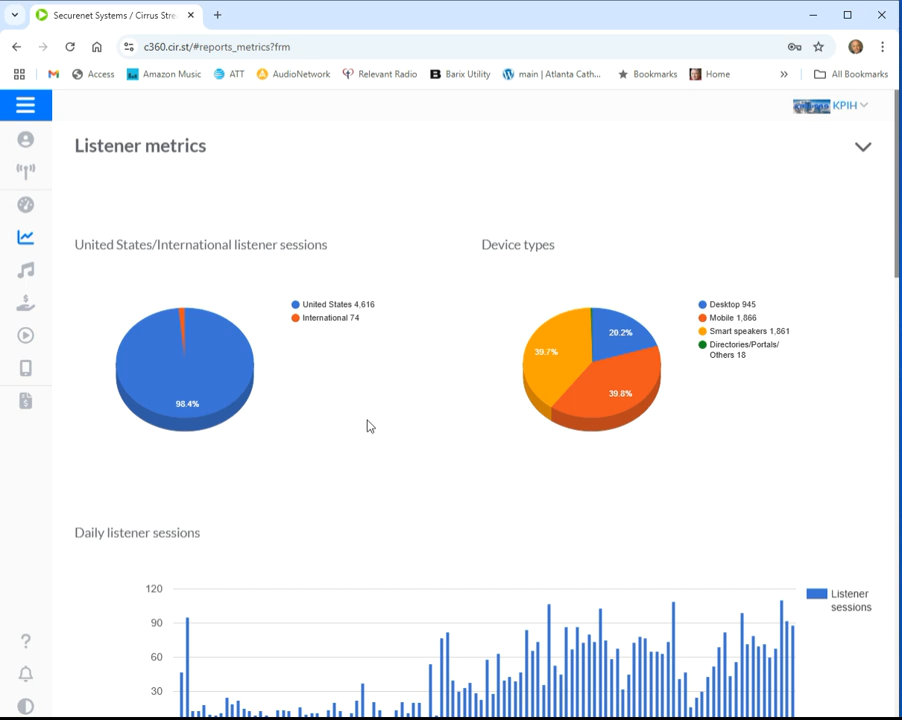 Securenet Systems / Cirrus Stre
c360.cir.st/#reports_metrics?frm
Access
Amazon Music
ATT
AudioNetwork
Relevant Radio
Barix Utility
main | Atlanta Cath...
Bookmarks
Home
All Bookmarks
KPIH
Listener metrics
United States/International listener sessions
Device types
United States 4,616
International 74
98.4%
Desktop 945
Mobile 1,866
Smart speakers 1,861
Directories/Portals/
Others 18
20.2%
39.7%
39.8%
Daily listener sessions
120
90
60
30
Listener
sessions